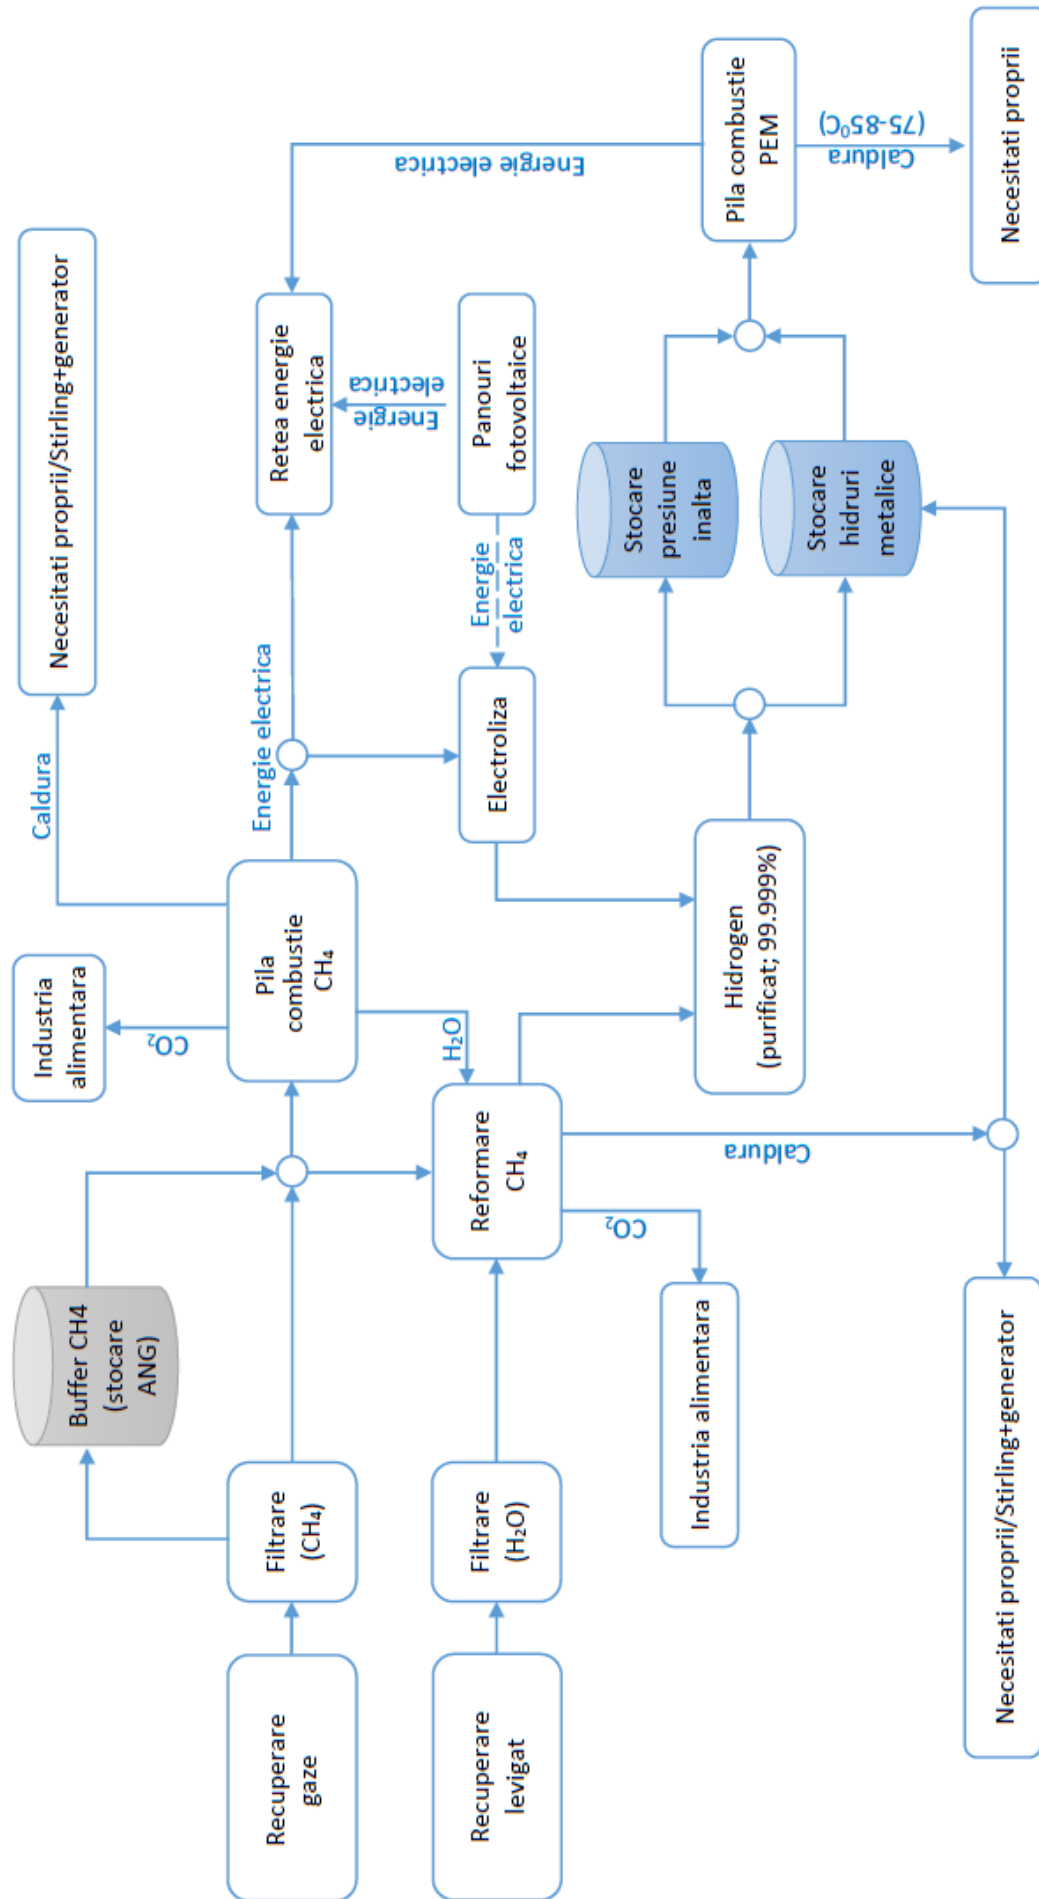 Necesitati proprii/Stirling+generator
Caldura
Industria
alimentara
CO₂
Buffer CH4
(stocare
ANG)
Recuperare
gaze
Filtrare
(CH₄)
Pila
combustie
CH₄
Energie electrica
Retea energie
electrica
Energie electrica
Energie
electrica
Panouri
fotovoltaice
Energie
electrica
Electroliza
H₂O
Recuperare
levigat
Filtrare
(H₂O)
Reformare
CH₄
CO₂
Industria alimentara
Caldura
Hidrogen
(purificat; 99.999%)
Stocare
presiune
inalta
Stocare
hidruri
metalice
Pila combustie
PEM
Caldura
(75-85⁰C)
Necesitati proprii
Necesitati proprii/Stirling+generator